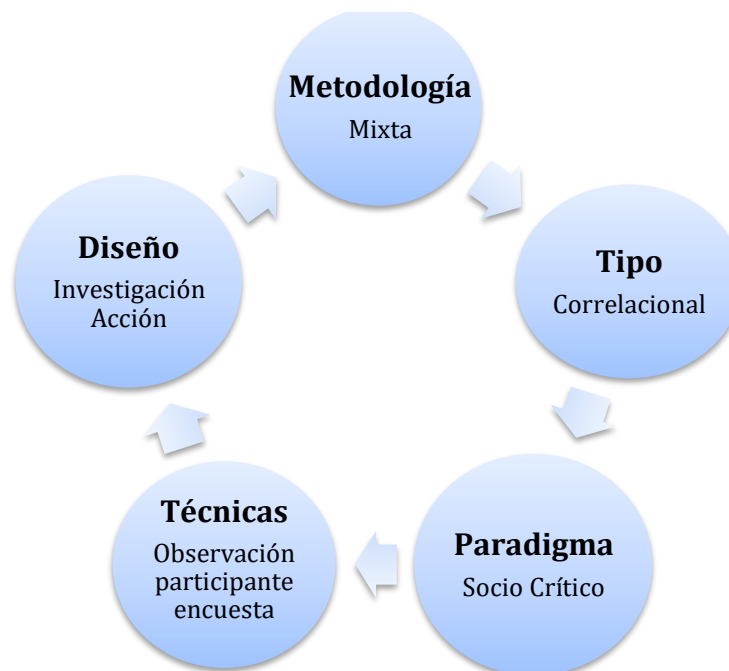 Metodología
Mixta
Tipo
Correlacional
Paradigma
Socio Crítico
Técnicas
Observación
participante
encuesta
Diseño
Investigación
Acción